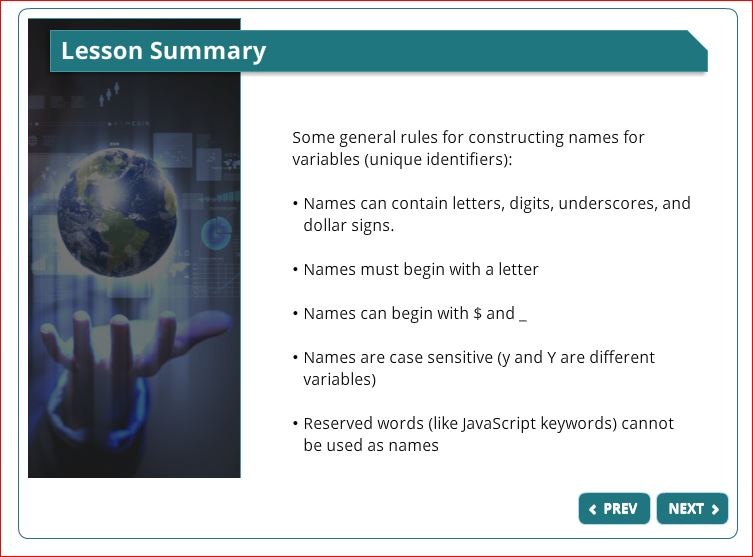 Lesson Summary
Some general rules for constructing names for
variables (unique identifiers):
• Names can contain letters, digits, underscores, and
dollar signs.
• Names must begin with a letter
• Names can begin with $ and _
• Names are case sensitive (y and Y are different
variables)
• Reserved words (like JavaScript keywords) cannot
be used as names
PREV
NEXT